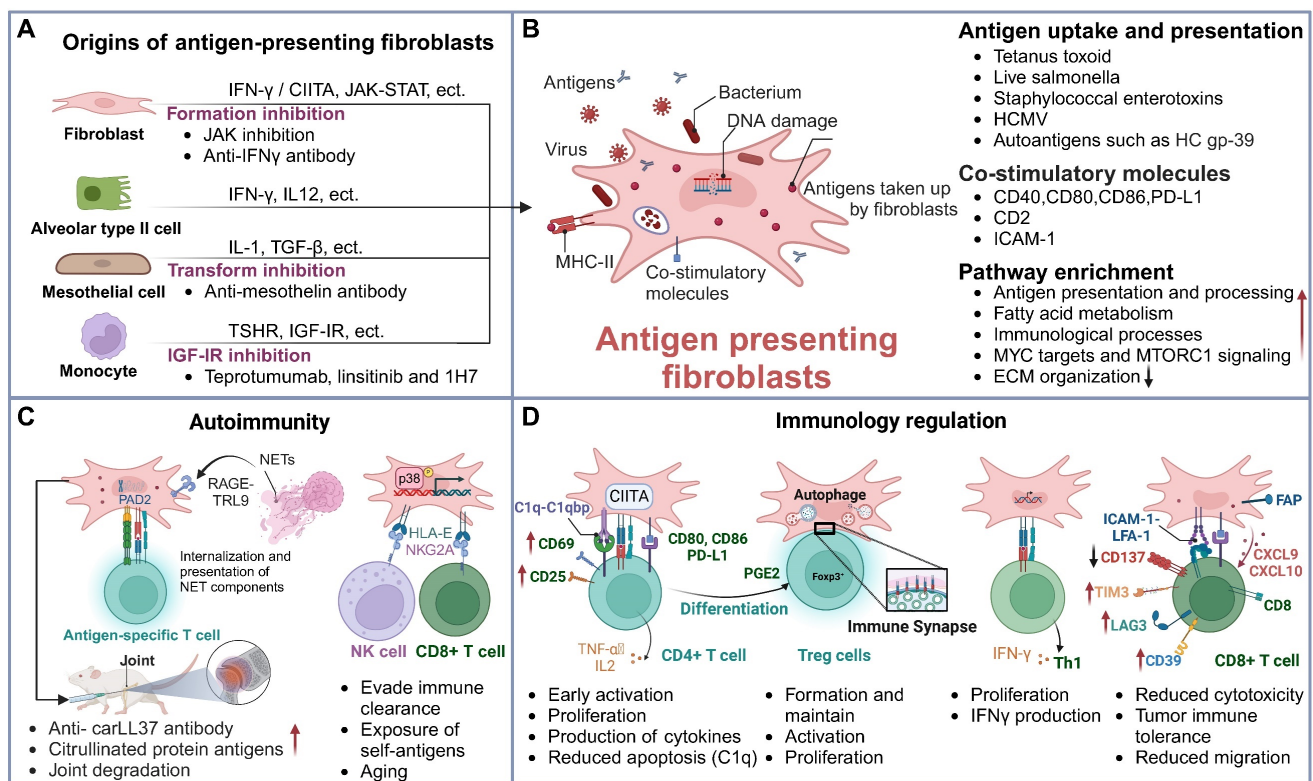 A
Origins of antigen-presenting fibroblasts
IFN-γ / CIITA, JAK-STAT, ect.
Formation inhibition
• JAK inhibition
• Anti-IFNγ antibody
Fibroblast
IFN-γ, IL12, ect.
Alveolar type II cell
IL-1, TGF-β, ect.
Transform inhibition
• Anti-mesothelin antibody
Mesothelial cell
TSHR, IGF-IR, ect.
IGF-IR inhibition
• Teprotumumab, linsitinib and 1H7
Monocyte
B
Antigens
Bacterium
DNA damage
Virus
Antigens taken up
by fibroblasts
MHC-II
Co-stimulatory
molecules
Antigen presenting
fibroblasts
Antigen uptake and presentation
• Tetanus toxoid
• Live salmonella
• Staphylococcal enterotoxins
• HCMV
• Autoantigens such as HC gp-39
Co-stimulatory molecules
• CD40,CD80,CD86,PD-L1
• CD2
• ICAM-1
Pathway enrichment
• Antigen presentation and processing
• Fatty acid metabolism
• Immunological processes
• MYC targets and MTORC1 signaling
• ECM organization
C
Autoimmunity
NETs
RAGE-
TRL9
PAD2
Internalization and
presentation of
NET components
Antigen-specific T cell
Joint
• Anti- carLL37 antibody
• Citrullinated protein antigens
• Joint degradation
p38
P
HLA-E
NKG2A
NK cell
CD8+ T cell
• Evade immune
clearance
• Exposure of
self-antigens
• Aging
D
Immunology regulation
CIITA
C1q-C1qbp
CD69
CD25
CD80, CD86
PD-L1
TNF-α
IL2
CD4+ T cell
• Early activation
• Proliferation
• Production of cytokines
• Reduced apoptosis (C1q)
Differentiation
PGE2
Autophage
Foxp3⁺
Immune Synapse
Treg cells
• Formation and
maintain
• Activation
• Proliferation
IFN-γ
Th1
• Proliferation
• IFNγ production
FAP
ICAM-1-
LFA-1
CD137
CXCL9
CXCL10
TIM3
CD8
LAG3
CD39
CD8+ T cell
• Reduced cytotoxicity
• Tumor immune
tolerance
• Reduced migration